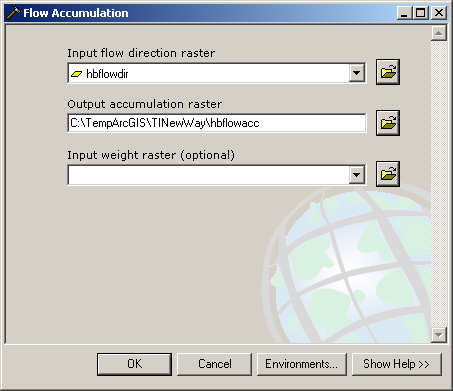 Flow Accumulation
Input flow direction raster
hbflowdir
Output accumulation raster
C:\TempArcGIS\TINewWay\hbflowacc
Input weight raster (optional)
OK
Cancel
Environments...
Show Help >>